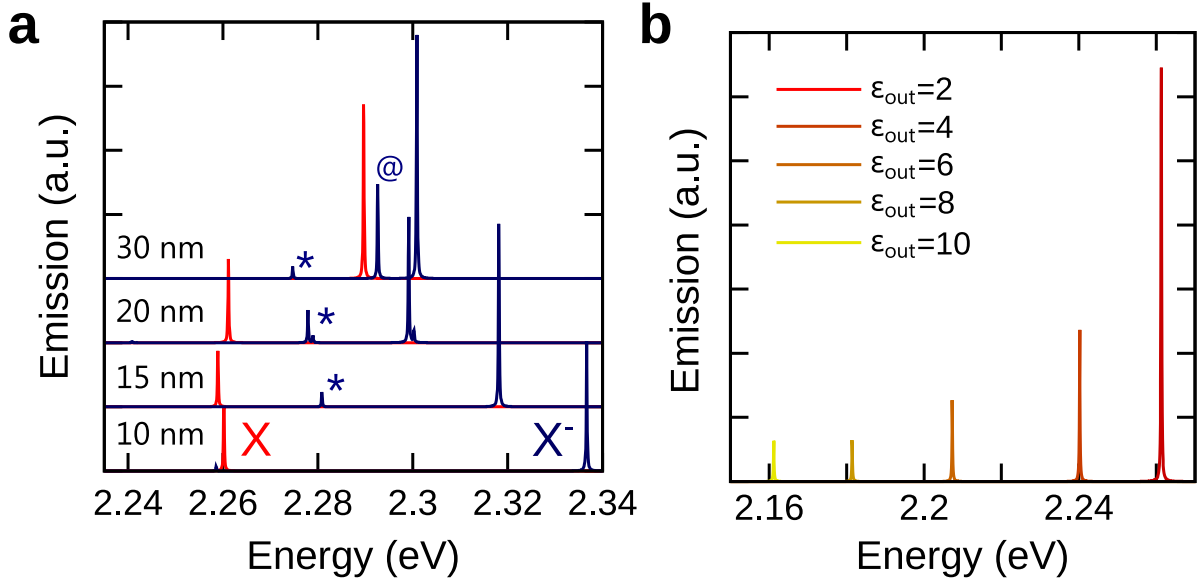 a
Emission (a.u.)
30 nm
*
@
20 nm
*
15 nm
*
10 nm
X
X⁻
2.24
2.26
2.28
2.3
2.32
2.34
Energy (eV)
b
Emission (a.u.)
εout=2
εout=4
εout=6
εout=8
εout=10
2.16
2.2
2.24
Energy (eV)